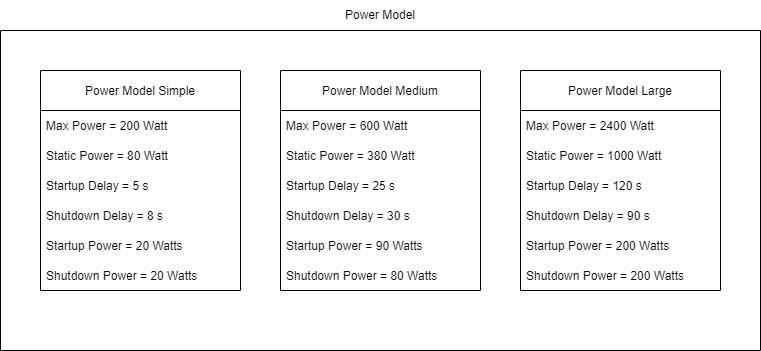 Power Model
Power Model Simple
Max Power = 200 Watt
Static Power = 80 Watt
Startup Delay = 5 s
Shutdown Delay = 8 s
Startup Power = 20 Watts
Shutdown Power = 20 Watts
Power Model Medium
Max Power = 600 Watt
Static Power = 380 Watt
Startup Delay = 25 s
Shutdown Delay = 30 s
Startup Power = 90 Watts
Shutdown Power = 80 Watts
Power Model Large
Max Power = 2400 Watt
Static Power = 1000 Watt
Startup Delay = 120 s
Shutdown Delay = 90 s
Startup Power = 200 Watts
Shutdown Power = 200 Watts